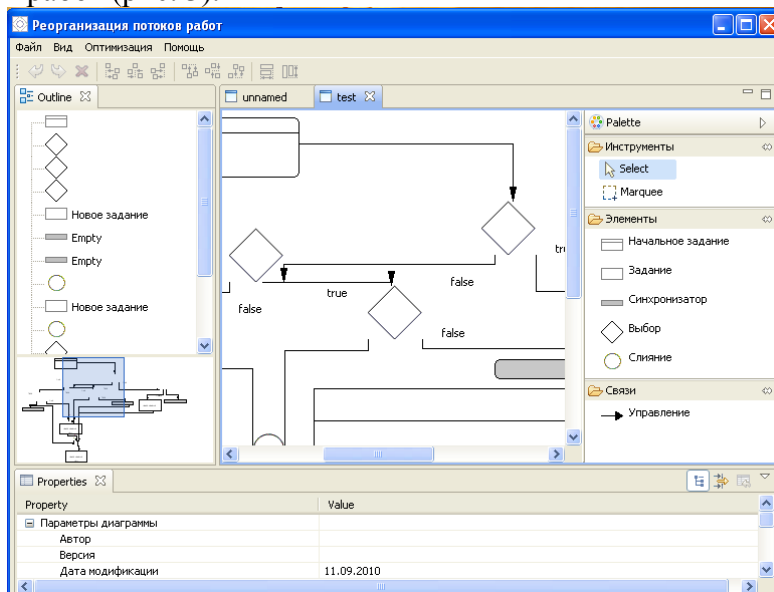 Реорганизация потоков работ
Файл Вид Оптимизация Помощь
Outline
Новое задание
Empty
Empty
Новое задание
unnamed test
true
false
false
true
false
Palette
Инструменты
Select
Marquee
Элементы
Начальное задание
Задание
Синхронизатор
Выбор
Слияние
Связи
Управление
Properties
Property Value
Параметры диаграммы
Автор
Версия
Дата модификации 11.09.2010